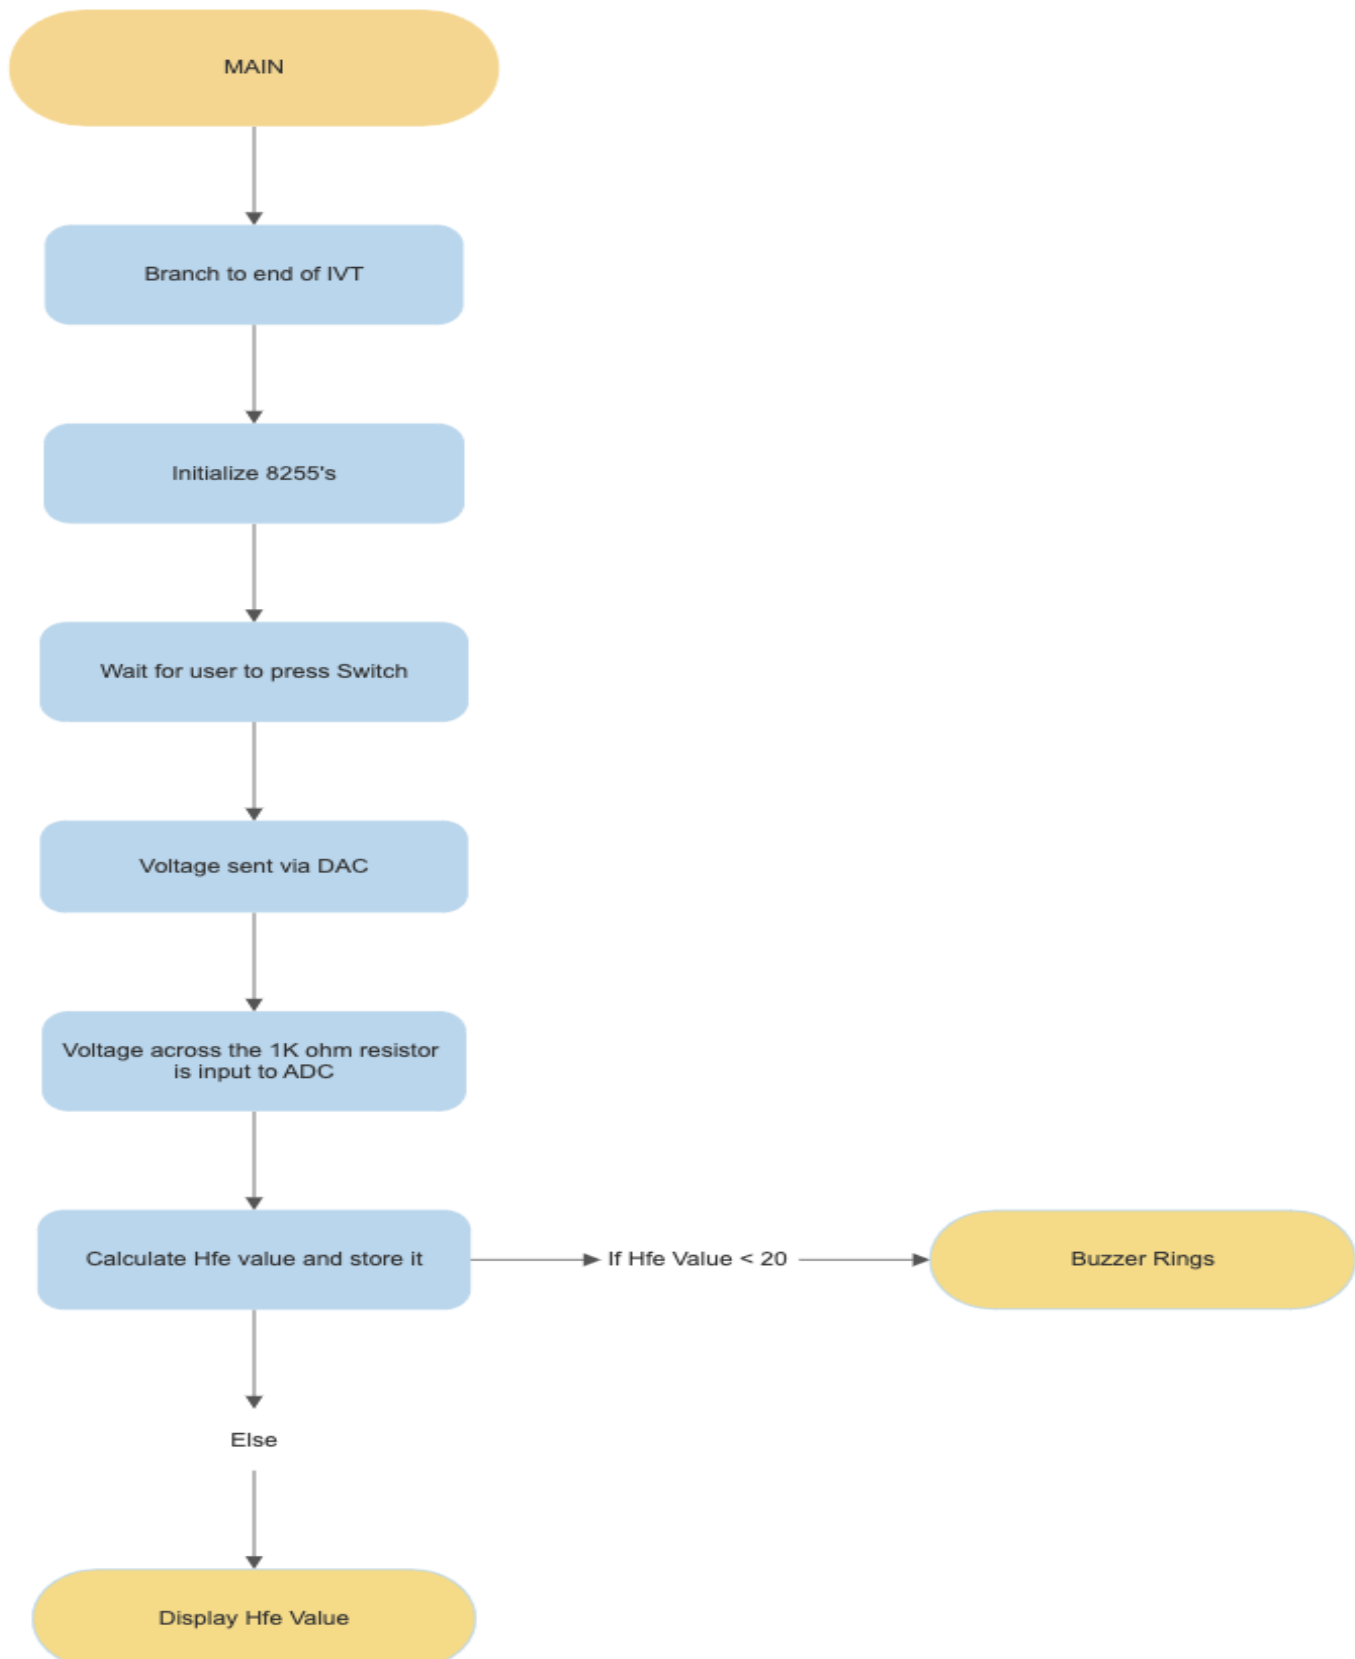 MAIN
Branch to end of IVT
Initialize 8255's
Wait for user to press Switch
Voltage sent via DAC
Voltage across the 1K ohm resistor
is input to ADC
Calculate Hfe value and store it
If Hfe Value < 20
Buzzer Rings
Else
Display Hfe Value